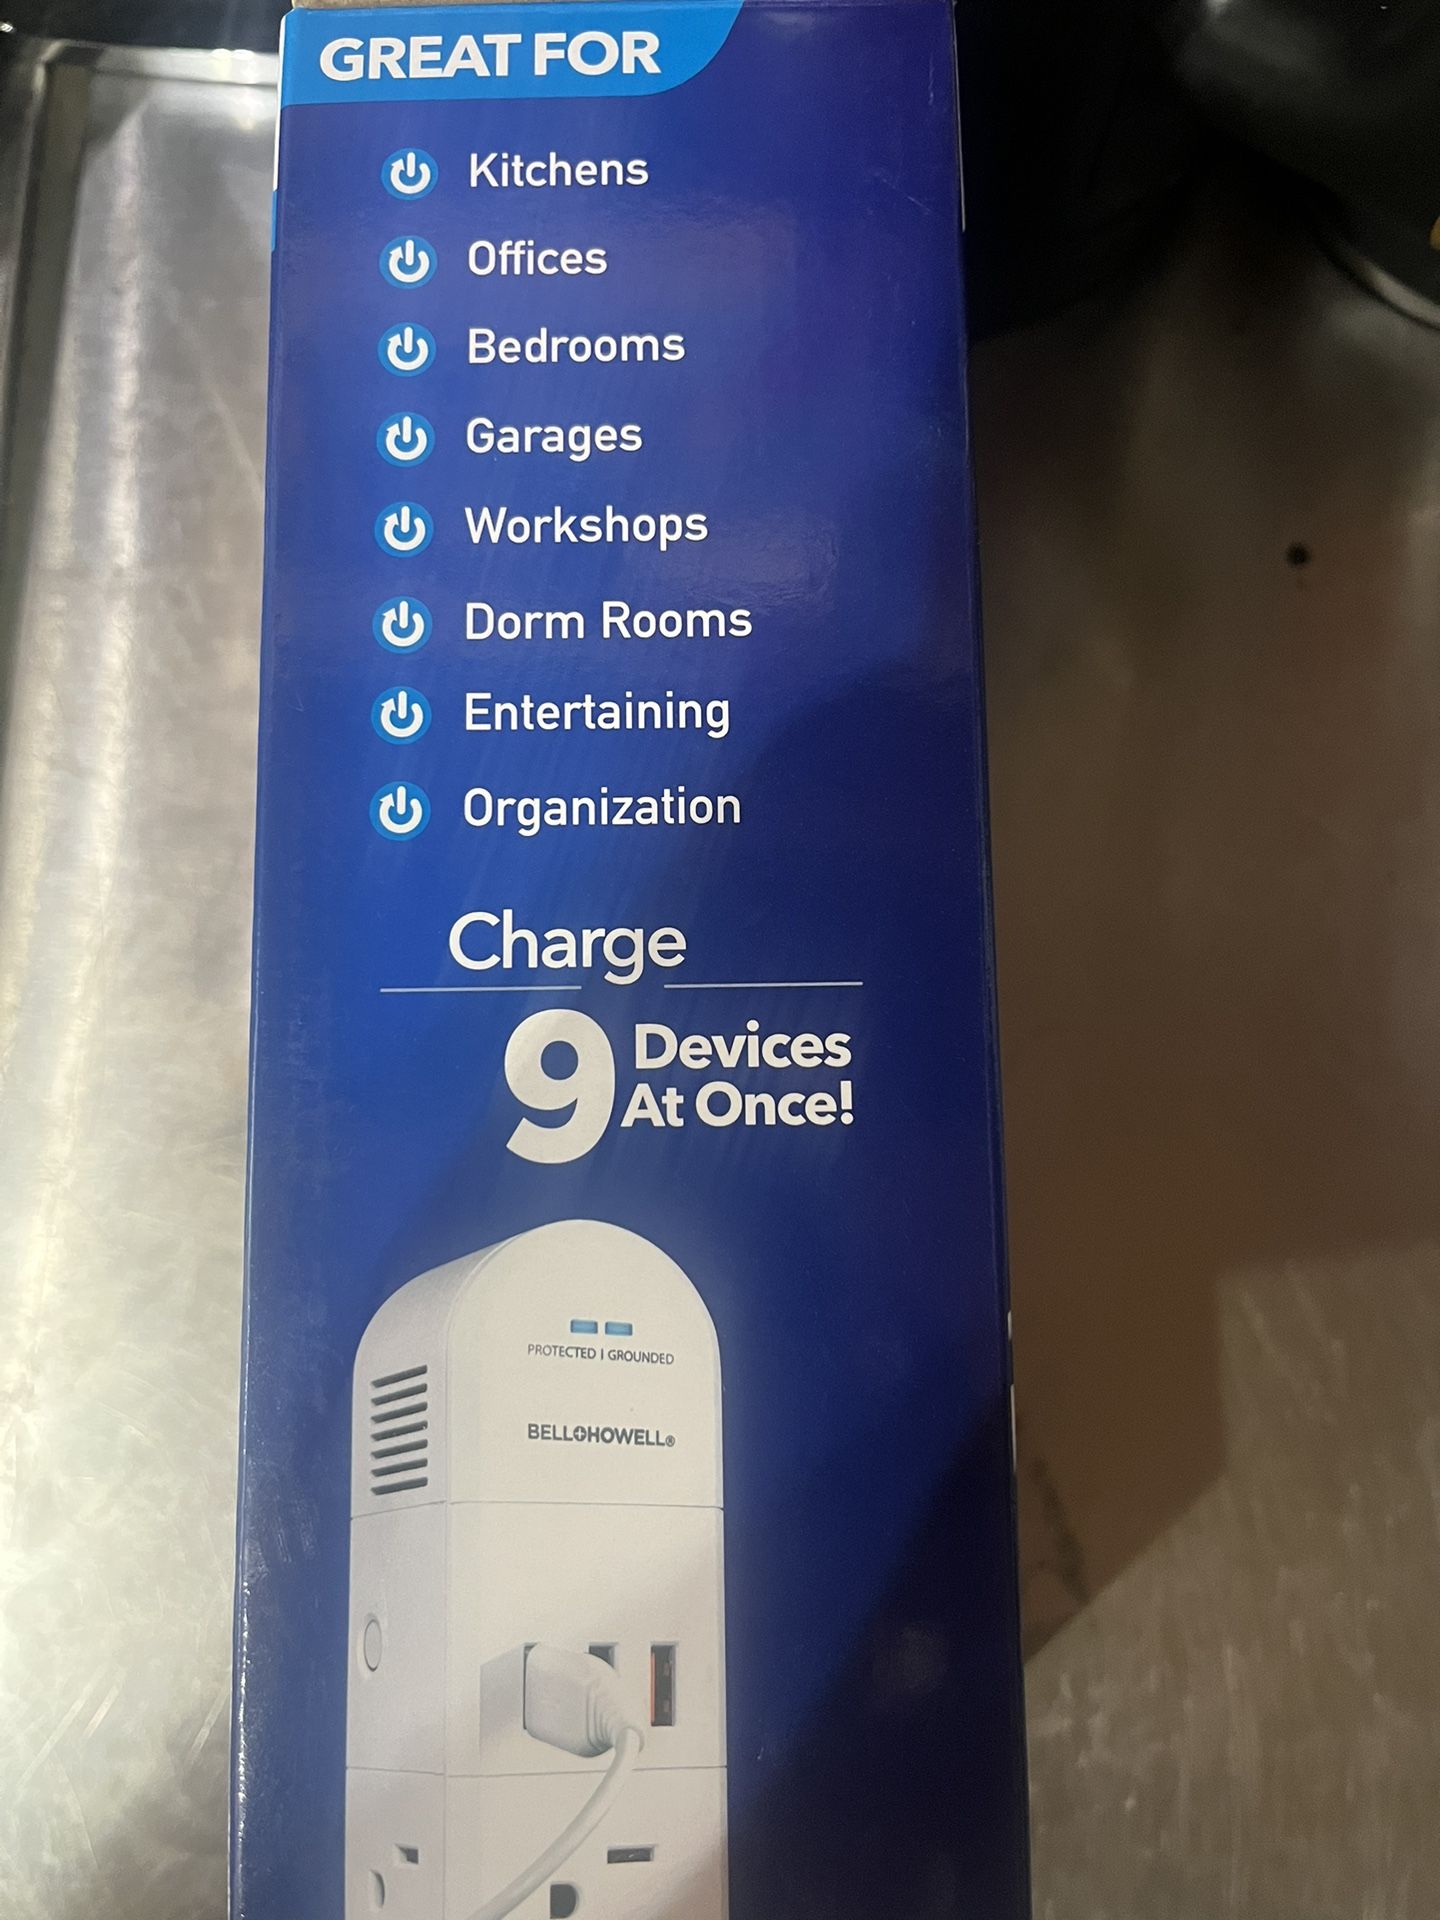 GREAT FOR
Kitchens
Offices
Bedrooms
Garages
Workshops
Dorm Rooms
Entertaining
Organization
Charge
9 Devices
At Once!
PROTECTED | GROUNDED
BELL+HOWELL®